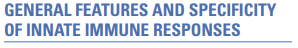 GENERAL FEATURES AND SPECIFICITY
OF INNATE IMMUNE RESPONSES